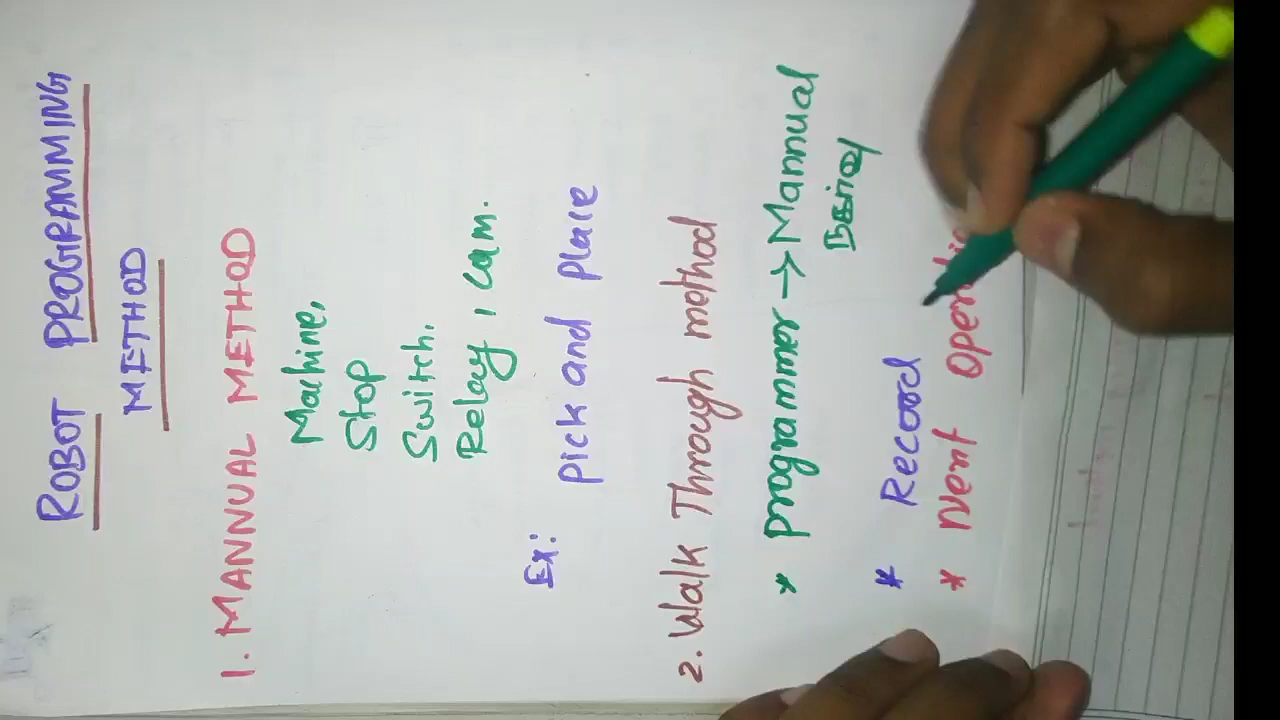 ROBOT PROGRAMMING
METHOD
1. MANNUAL METHOD
Machine,
Stop
Switch.
Relay, Cam.
Ex:
Pick and place
2. Walk Through method
* programmer → Mannual
* Record
* Next